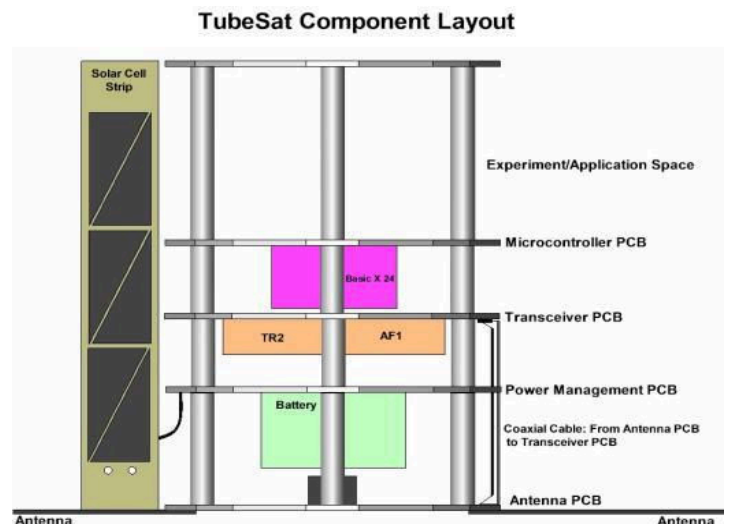 TubeSat Component Layout
Solar Cell
Strip
Experiment/Application Space
Microcontroller PCB
Basic X 24
Transceiver PCB
TR2
AF1
Power Management PCB
Battery
Coaxial Cable: From Antenna PCB
to Transceiver PCB
Antenna PCB
Antenna
Antenna